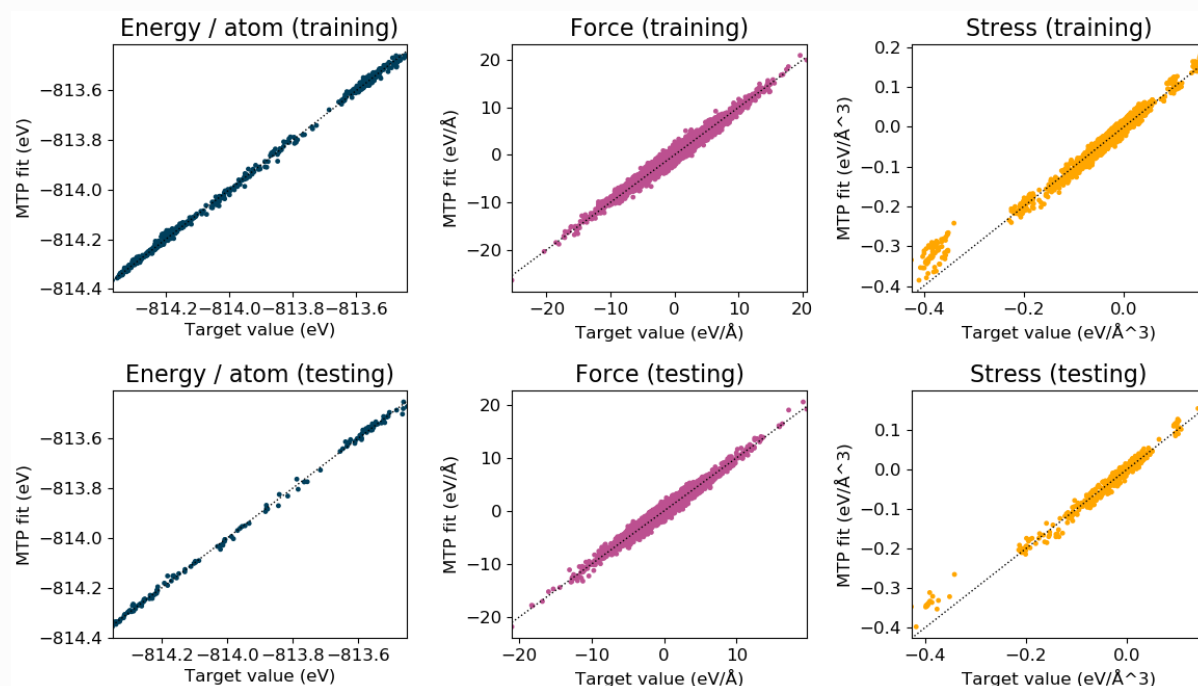 Energy / atom (training)
MTP fit (eV)
−813.6
−813.8
−814.0
−814.2
−814.4
−814.2 −814.0 −813.8 −813.6
Target value (eV)
Force (training)
MTP fit (eV/Å)
20
10
0
−10
−20
−20 −10 0 10 20
Target value (eV/Å)
Stress (training)
MTP fit (eV/Å^3)
0.2
0.1
0.0
−0.1
−0.2
−0.3
−0.4
−0.4 −0.2 0.0
Target value (eV/Å^3)
Energy / atom (testing)
MTP fit (eV)
−813.6
−813.8
−814.0
−814.2
−814.4
−814.2 −814.0 −813.8 −813.6
Target value (eV)
Force (testing)
MTP fit (eV/Å)
20
10
0
−10
−20
−20 −10 0 10
Target value (eV/Å)
Stress (testing)
MTP fit (eV/Å^3)
0.1
0.0
−0.1
−0.2
−0.3
−0.4
−0.4 −0.2 0.0
Target value (eV/Å^3)